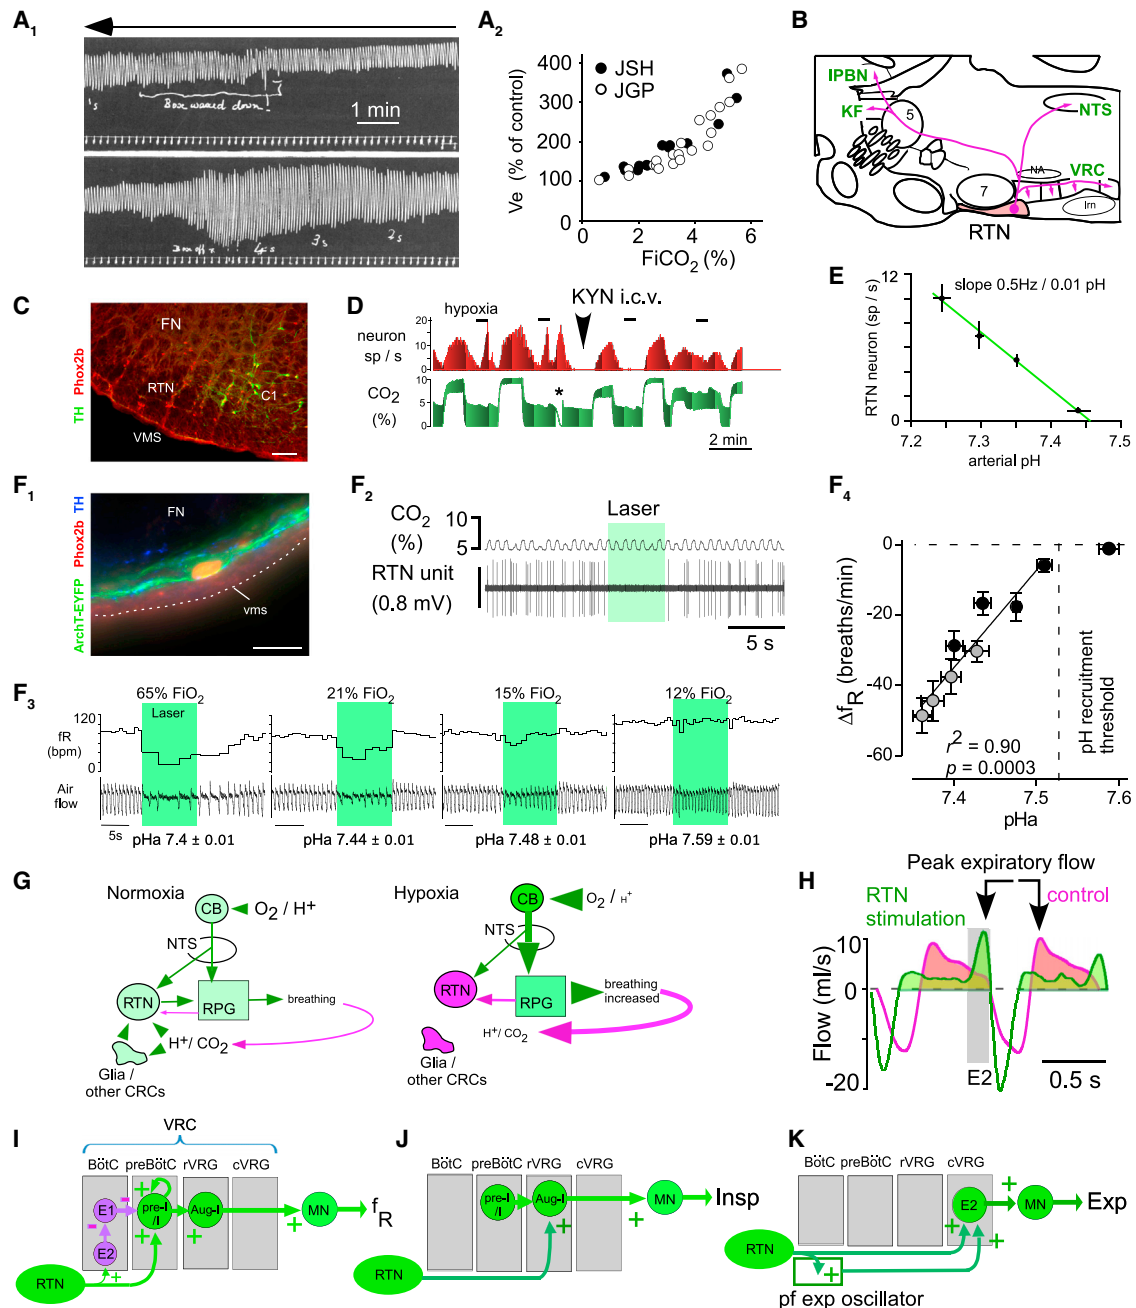 A1
1s
Box waxed down!
1 min
4s
3s
2s
A2
JSH
JGP
Ve (% of control)
400
300
200
100
0
0 2 4 6 8
FiCO2 (%)
B
lPBN
KF
5
NTS
NA
VRC
7
Irn
RTN
C
TH Phox2b
FN
RTN
C1
VMS
D
hypoxia
KYN i.c.v.
neuron
sp / s
20
10
0
CO2
(%)
10
5
0
*
2 min
E
RTN neuron (sp / s)
12
0
slope 0.5Hz / 0.01 pH
7.2 7.3 7.4 7.5
arterial pH
F1
ArchT-EYFP Phox2b TH
FN
vms
F2
CO2
(%)
10
5
Laser
RTN unit
(0.8 mV)
5 s
F3
65% FiO2
21% FiO2
15% FiO2
12% FiO2
Laser
fR
(bpm)
120
0
Air
flow
5s
pHa 7.4 ± 0.01
pHa 7.44 ± 0.01
pHa 7.48 ± 0.01
pHa 7.59 ± 0.01
F4
ΔfR (breaths/min)
0
-20
-40
-60
r2 = 0.90
p = 0.0003
pH recruitment
threshold
7.4 7.5 7.6
pHa
G
Normoxia
CB
O2 / H+
NTS
RTN
RPG
breathing
H+/ CO2
Glia /
other CRCs
Hypoxia
CB
O2 / H+
NTS
RTN
RPG
breathing
increased
H+/ CO2
Glia /
other CRCs
H
Peak expiratory flow
RTN
stimulation
control
Flow (ml/s)
10
0
-20
E2
0.5 s
I
VRC
BötC preBötC rVRG cVRG
E1
E2
pre-I
/I
Aug-I
MN
fR
RTN
+ + + + + - -
J
BötC preBötC rVRG cVRG
pre-I
/I
Aug-I
MN
Insp
RTN
+ +
K
BötC preBötC rVRG cVRG
E2
MN
Exp
RTN
+ + + +
pf exp oscillator